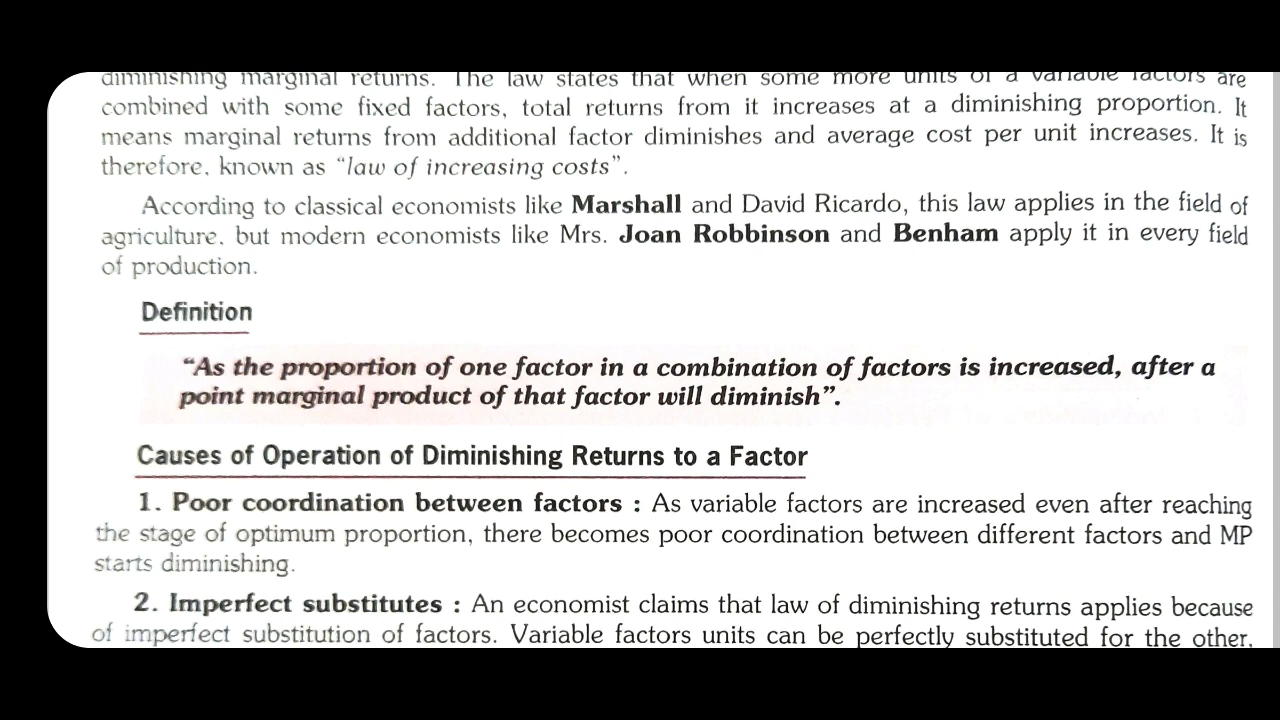 diminishing marginal returns. The law states that when some more units of a variable factors are
combined with some fixed factors, total returns from it increases at a diminishing proportion. It
means marginal returns from additional factor diminishes and average cost per unit increases. It is
therefore, known as “law of increasing costs”.
According to classical economists like Marshall and David Ricardo, this law applies in the field of
agriculture, but modern economists like Mrs. Joan Robbinson and Benham apply it in every field
of production.
Definition
“As the proportion of one factor in a combination of factors is increased, after a
point marginal product of that factor will diminish”.
Causes of Operation of Diminishing Returns to a Factor
1. Poor coordination between factors : As variable factors are increased even after reaching
the stage of optimum proportion, there becomes poor coordination between different factors and MP
starts diminishing.
2. Imperfect substitutes : An economist claims that law of diminishing returns applies because
of imperfect substitution of factors. Variable factors units can be perfectly substituted for the other,